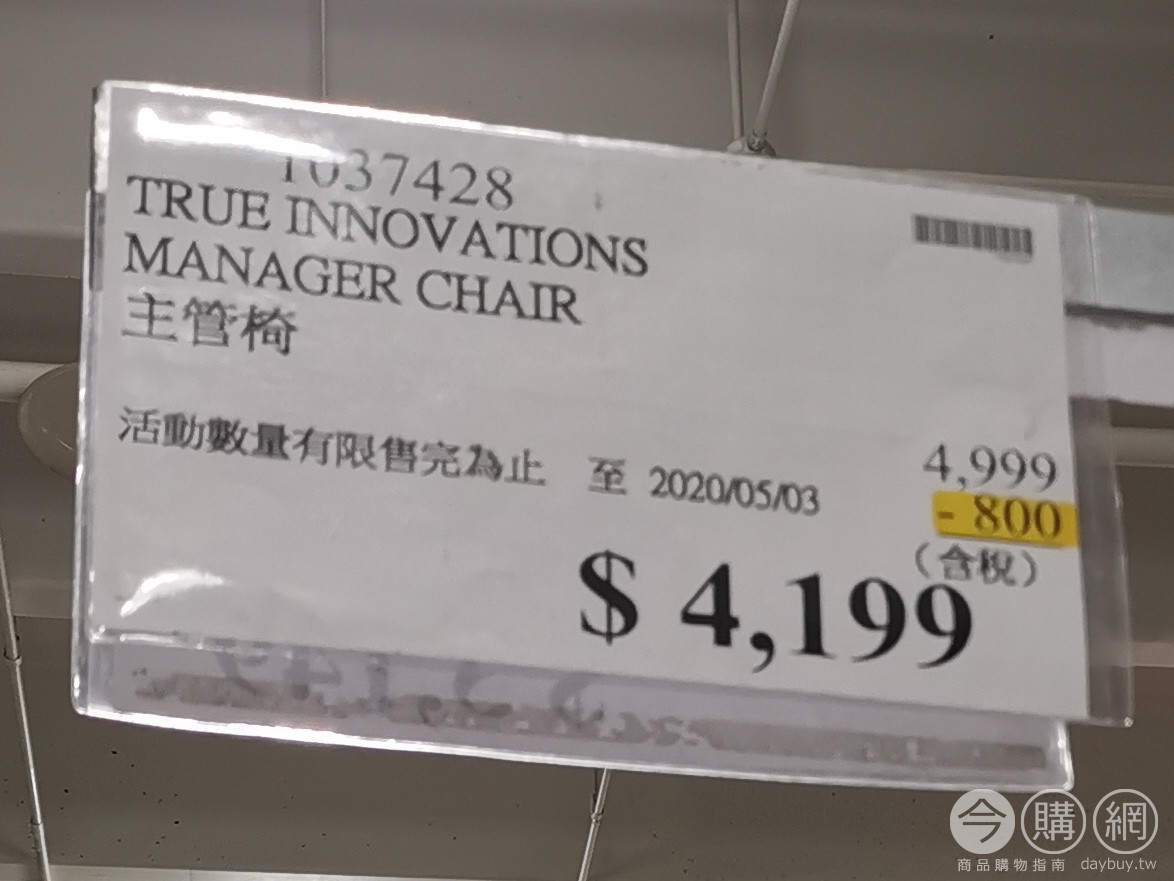 1037428
TRUE INNOVATIONS
MANAGER CHAIR
主管椅
活動數量有限售完為止 至 2020/05/03
4,999
- 800
(含稅)
$ 4,199
今購網
商品購物指南 daybuy.tw